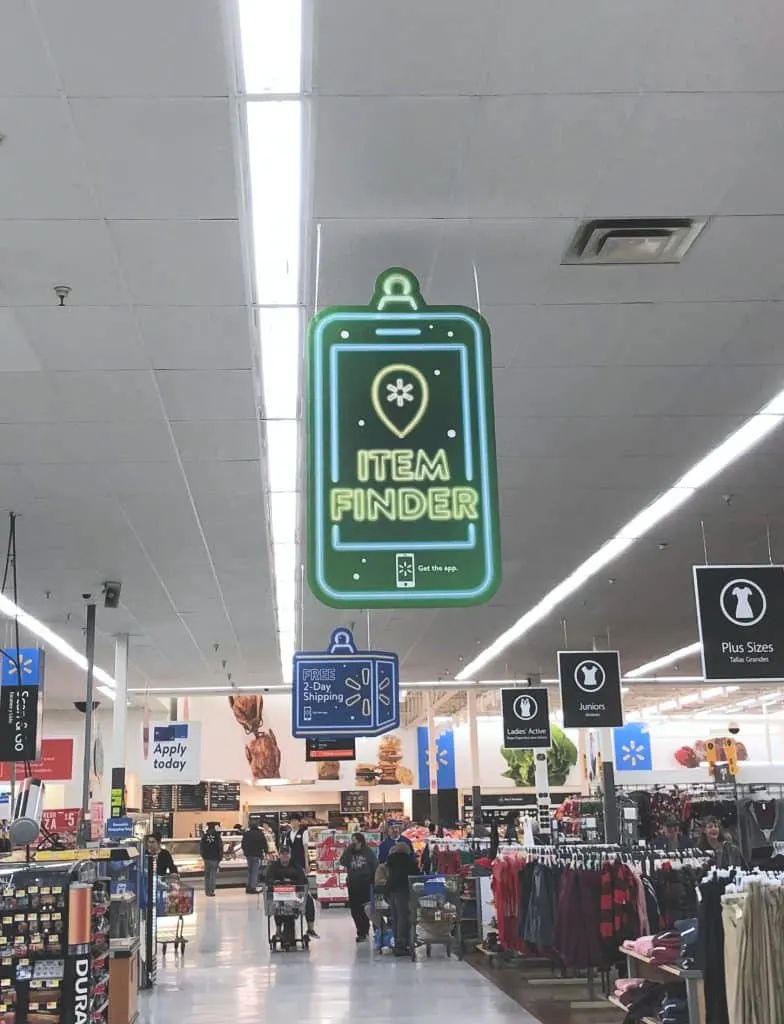 ITEM
FINDER
Get the app.
FREE
2-Day
Shipping
Plus Sizes
Tallas Grandes
Juniors
Ladies' Active
Apply
today
$5
DURA